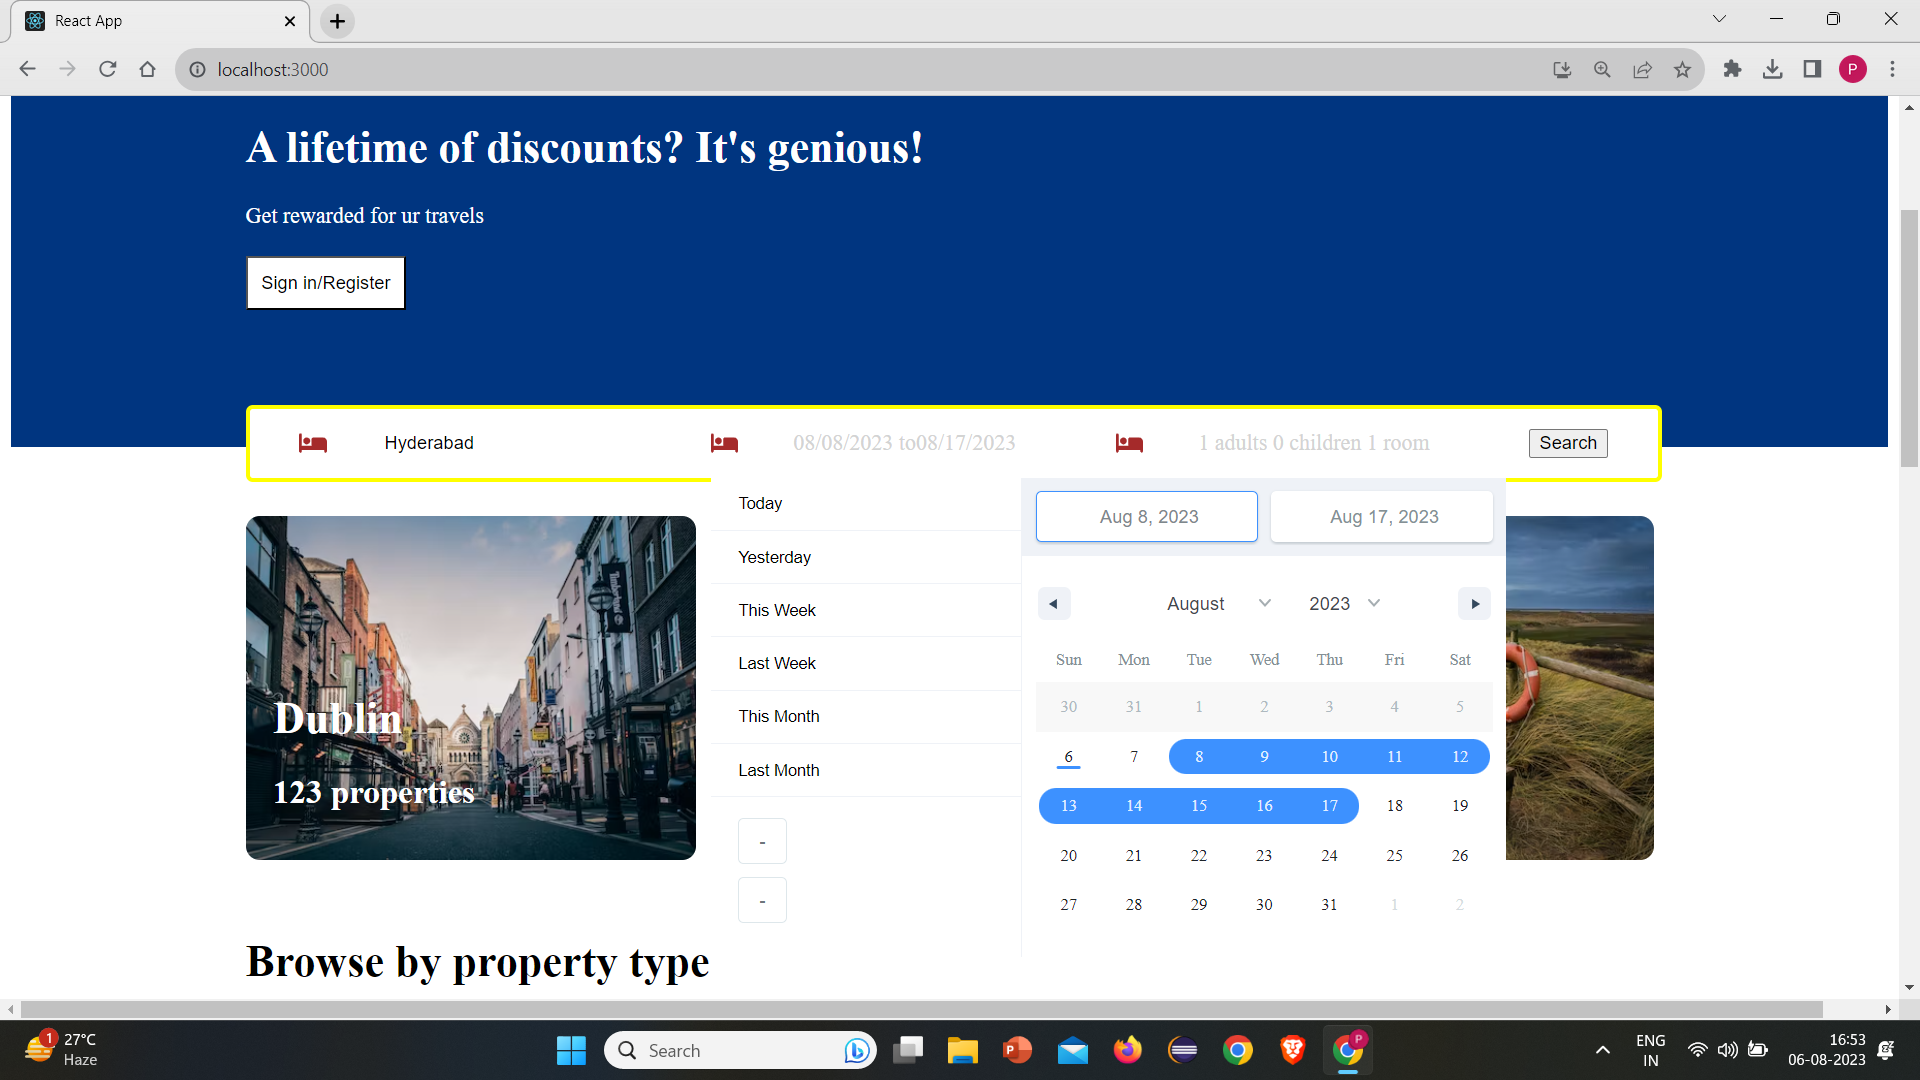 React App
localhost:3000
P
A lifetime of discounts? It's genious!
Get rewarded for ur travels
Sign in/Register
Hyderabad
08/08/2023 to08/17/2023
1 adults 0 children 1 room
Search
Dublin
123 properties
Today
Yesterday
This Week
Last Week
This Month
Last Month
-
-
Aug 8, 2023
Aug 17, 2023
August
2023
Sun Mon Tue Wed Thu Fri Sat
30 31 1 2 3 4 5
6 7 8 9 10 11 12
13 14 15 16 17 18 19
20 21 22 23 24 25 26
27 28 29 30 31 1 2
Browse by property type
1
27°C
Haze
Search
P
P
ENG
IN
16:53
06-08-2023